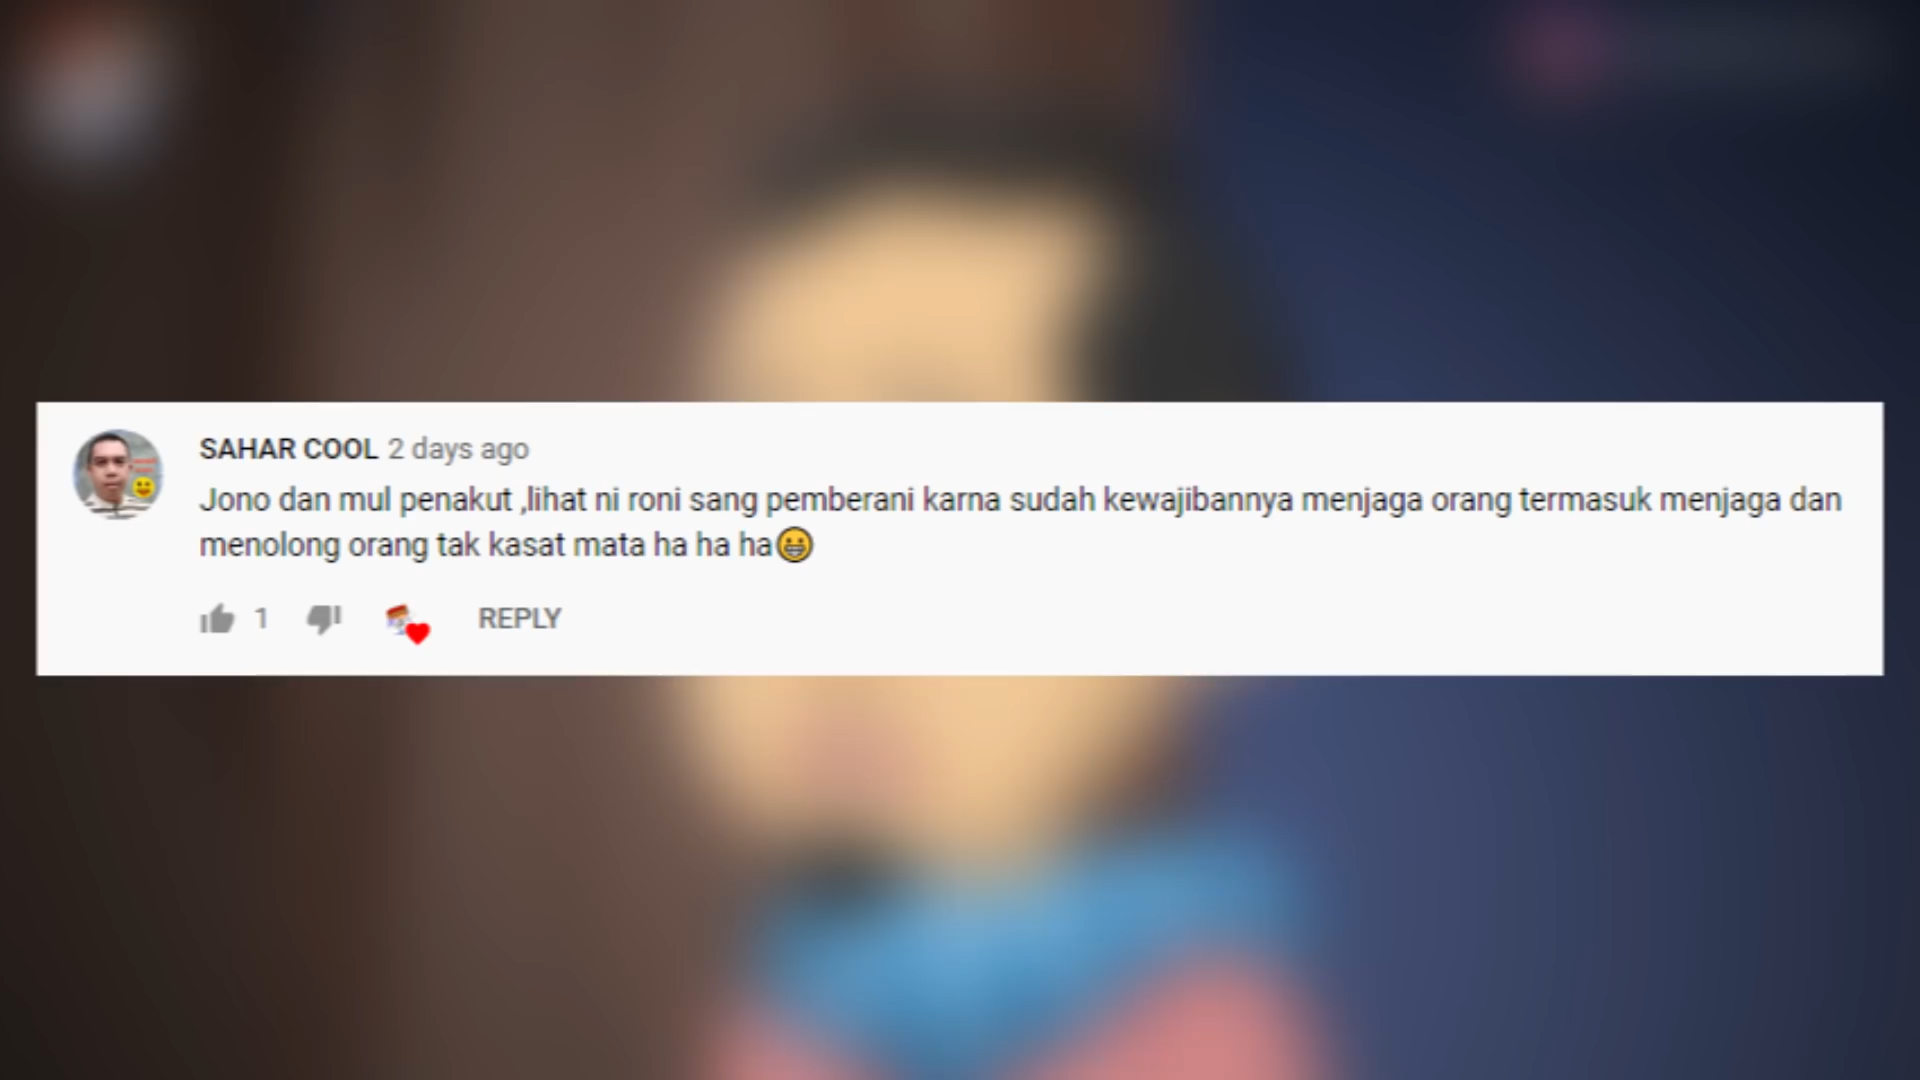 SAHAR COOL 2 days ago
Jono dan mul penakut ,lihat ni roni sang pemberani karna sudah kewajibannya menjaga orang termasuk menjaga dan
menolong orang tak kasat mata ha ha ha😀
1 REPLY